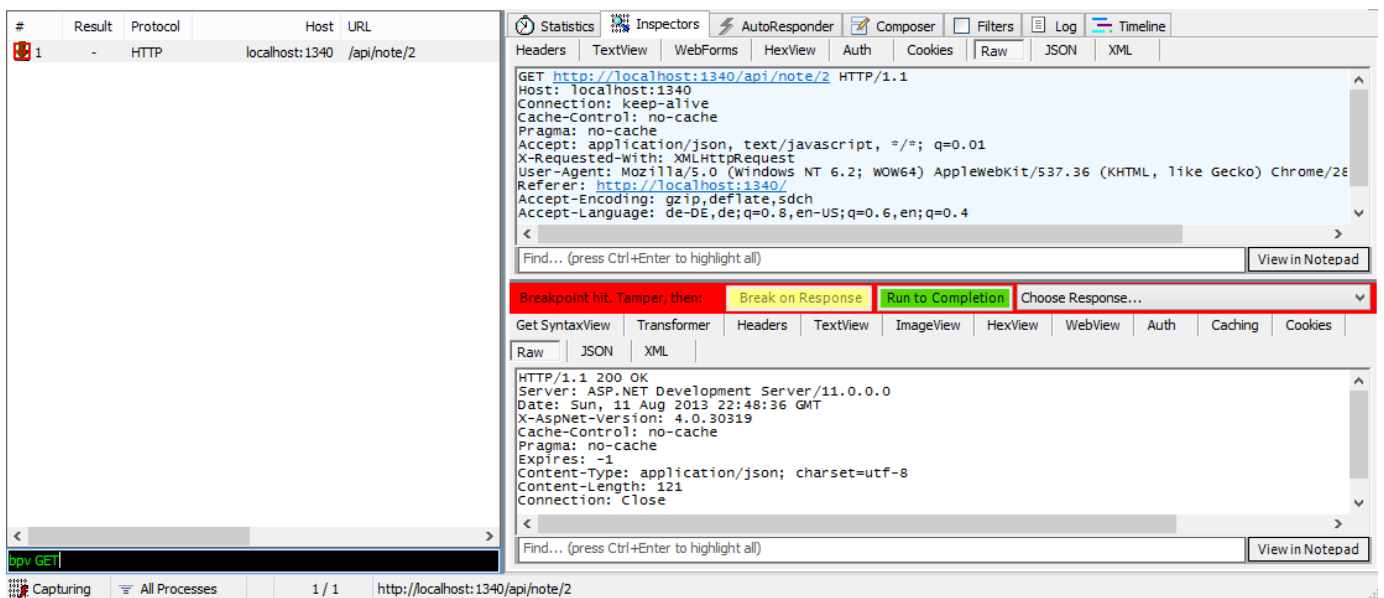 # Result Protocol Host URL
1 - HTTP localhost:1340 /api/note/2
bpv GET
Statistics Inspectors AutoResponder Composer Filters Log Timeline
Headers TextView WebForms HexView Auth Cookies Raw JSON XML
GET http://localhost:1340/api/note/2 HTTP/1.1
Host: localhost:1340
Connection: keep-alive
Cache-Control: no-cache
Pragma: no-cache
Accept: application/json, text/javascript, */*; q=0.01
X-Requested-With: XMLHttpRequest
User-Agent: Mozilla/5.0 (Windows NT 6.2; WOW64) AppleWebKit/537.36 (KHTML, like Gecko) Chrome/28
Referer: http://localhost:1340/
Accept-Encoding: gzip,deflate,sdch
Accept-Language: de-DE,de;q=0.8,en-US;q=0.6,en;q=0.4
Find... (press Ctrl+Enter to highlight all) View in Notepad
Breakpoint hit. Tamper, then: Break on Response Run to Completion Choose Response...
Get SyntaxView Transformer Headers TextView ImageView HexView WebView Auth Caching Cookies
Raw JSON XML
HTTP/1.1 200 OK
Server: ASP.NET Development Server/11.0.0.0
Date: Sun, 11 Aug 2013 22:48:36 GMT
X-AspNet-Version: 4.0.30319
Cache-Control: no-cache
Pragma: no-cache
Expires: -1
Content-Type: application/json; charset=utf-8
Content-Length: 121
Connection: Close
Find... (press Ctrl+Enter to highlight all) View in Notepad
Capturing All Processes 1 / 1 http://localhost:1340/api/note/2